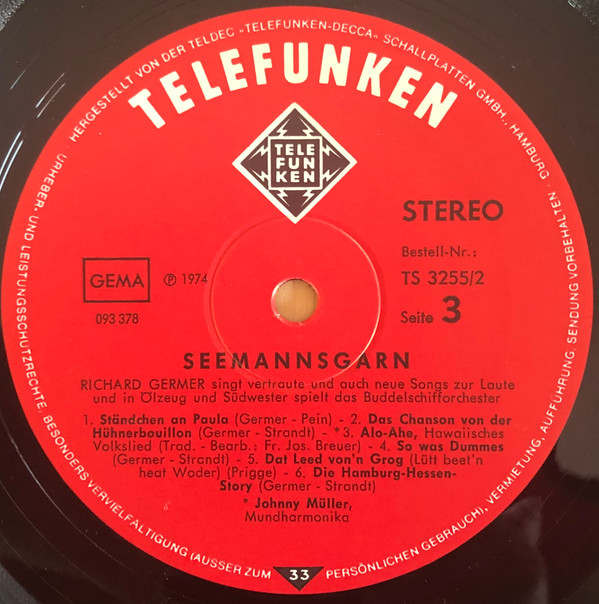 HERGESTELLT VON DER TELDEC »TELEFUNKEN-DECCA« SCHALLPLATTEN GMBH., HAMBURG · URHEBER- UND LEISTUNGSSCHUTZRECHTE, BESONDERS VERVIELFÄLTIGUNG (AUSSER ZUM PERSÖNLICHEN GEBRAUCH), VERMIETUNG, AUFFÜHRUNG, SENDUNG VORBEHALTEN
TELEFUNKEN
TELE
FUN
KEN
STEREO
Bestell-Nr.:
GEMA
℗ 1974
TS 3255/2
093 378
Seite 3
SEEMANNSGARN
RICHARD GERMER singt vertraute und auch neue Songs zur Laute
und in Ölzeug und Südwester spielt das Buddelschifforchester
1. Ständchen an Paula (Germer - Pein) - 2. Das Chanson von der
Hühnerbouillon (Germer - Strandt) - *3. Alo-Ahe, Hawaiisches
Volkslied (Trad. - Bearb.: Fr. Jos. Breuer) - 4. So was Dummes
(Germer - Strandt) - 5. Dat Leed von'n Grog (Lütt beet'n
heat Woder) (Prigge) - 6. Die Hamburg-Hessen-
Story (Germer - Strandt)
* Johnny Müller,
Mundharmonika
33